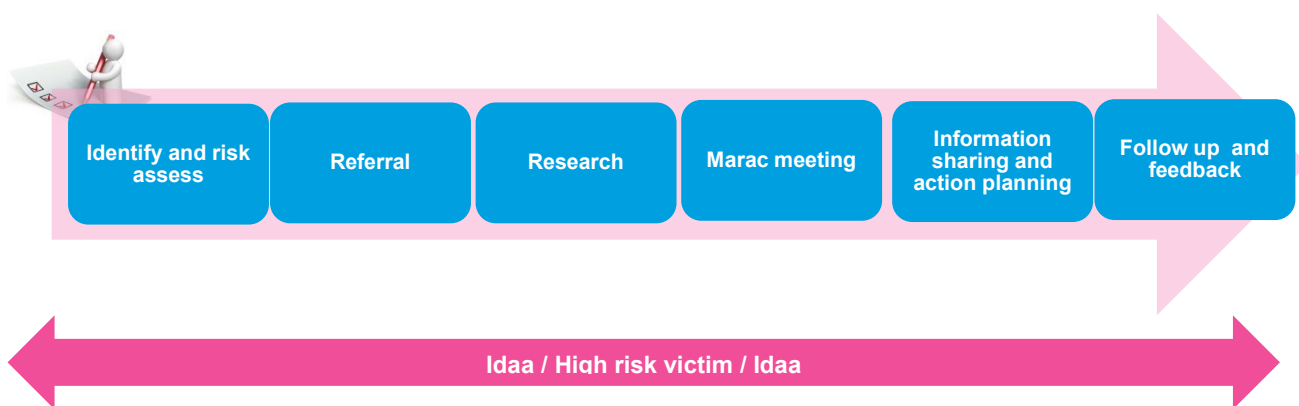 Identify and risk
assess
Referral
Research
Marac meeting
Information
sharing and
action planning
Follow up and
feedback
Idaa / High risk victim / Idaa